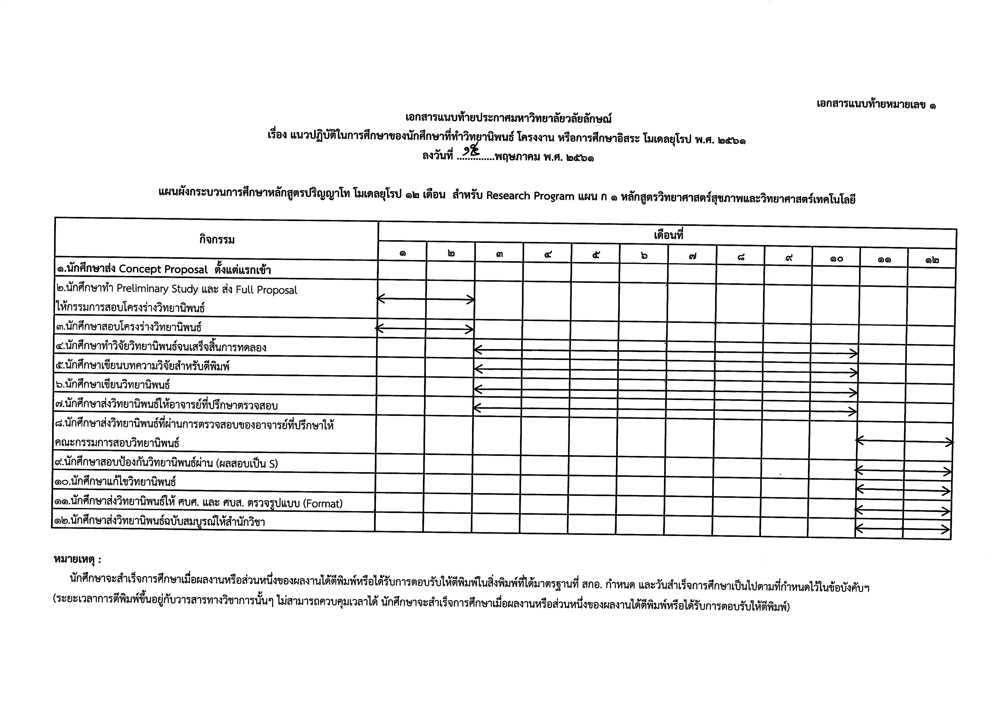 เอกสารแนบท้ายหมายเลข ๑
เอกสารแนบท้ายประกาศมหาวิทยาลัยวลัยลักษณ์
เรื่อง แนวปฏิบัติในการศึกษาของนักศึกษาที่ทำวิทยานิพนธ์ โครงงาน หรือการศึกษาอิสระ โมเดลยุโรป พ.ศ. ๒๕๖๑
ลงวันที่ ..............พฤษภาคม พ.ศ. ๒๕๖๑
แผนผังกระบวนการศึกษาหลักสูตรปริญญาโท โมเดลยุโรป ๑๒ เดือน สำหรับ Research Program แผน ก ๑ หลักสูตรวิทยาศาสตร์สุขภาพและวิทยาศาสตร์เทคโนโลยี
กิจกรรม
เดือนที่
๑ ๒ ๓ ๔ ๕ ๖ ๗ ๘ ๙ ๑๐ ๑๑ ๑๒
๑.นักศึกษาส่ง Concept Proposal ตั้งแต่แรกเข้า
๒.นักศึกษาทำ Preliminary Study และ ส่ง Full Proposal
ให้กรรมการสอบโครงร่างวิทยานิพนธ์
๓.นักศึกษาสอบโครงร่างวิทยานิพนธ์
๔.นักศึกษาทำวิจัยวิทยานิพนธ์จนเสร็จสิ้นการทดลอง
๕.นักศึกษาเขียนบทความวิจัยสำหรับตีพิมพ์
๖.นักศึกษาเขียนวิทยานิพนธ์
๗.นักศึกษาส่งวิทยานิพนธ์ให้อาจารย์ที่ปรึกษาตรวจสอบ
๘.นักศึกษาส่งวิทยานิพนธ์ที่ผ่านการตรวจสอบของอาจารย์ที่ปรึกษาให้
คณะกรรมการสอบวิทยานิพนธ์
๙.นักศึกษาสอบป้องกันวิทยานิพนธ์ผ่าน (ผลสอบเป็น S)
๑๐.นักศึกษาแก้ไขวิทยานิพนธ์
๑๑.นักศึกษาส่งวิทยานิพนธ์ให้ ศบศ. และ ศบส. ตรวจรูปแบบ (Format)
๑๒.นักศึกษาส่งวิทยานิพนธ์ฉบับสมบูรณ์ให้สำนักวิชา
หมายเหตุ :
นักศึกษาจะสำเร็จการศึกษาเมื่อผลงานหรือส่วนหนึ่งของผลงานได้ตีพิมพ์หรือได้รับการตอบรับให้ตีพิมพ์ในสิ่งพิมพ์ที่ได้มาตรฐานที่ สกอ. กำหนด และวันสำเร็จการศึกษาเป็นไปตามที่กำหนดไว้ในข้อบังคับฯ
(ระยะเวลาการตีพิมพ์ขึ้นอยู่กับวารสารทางวิชาการนั้นๆ ไม่สามารถควบคุมเวลาได้ นักศึกษาจะสำเร็จการศึกษาเมื่อผลงานหรือส่วนหนึ่งของผลงานได้ตีพิมพ์หรือได้รับการตอบรับให้ตีพิมพ์)